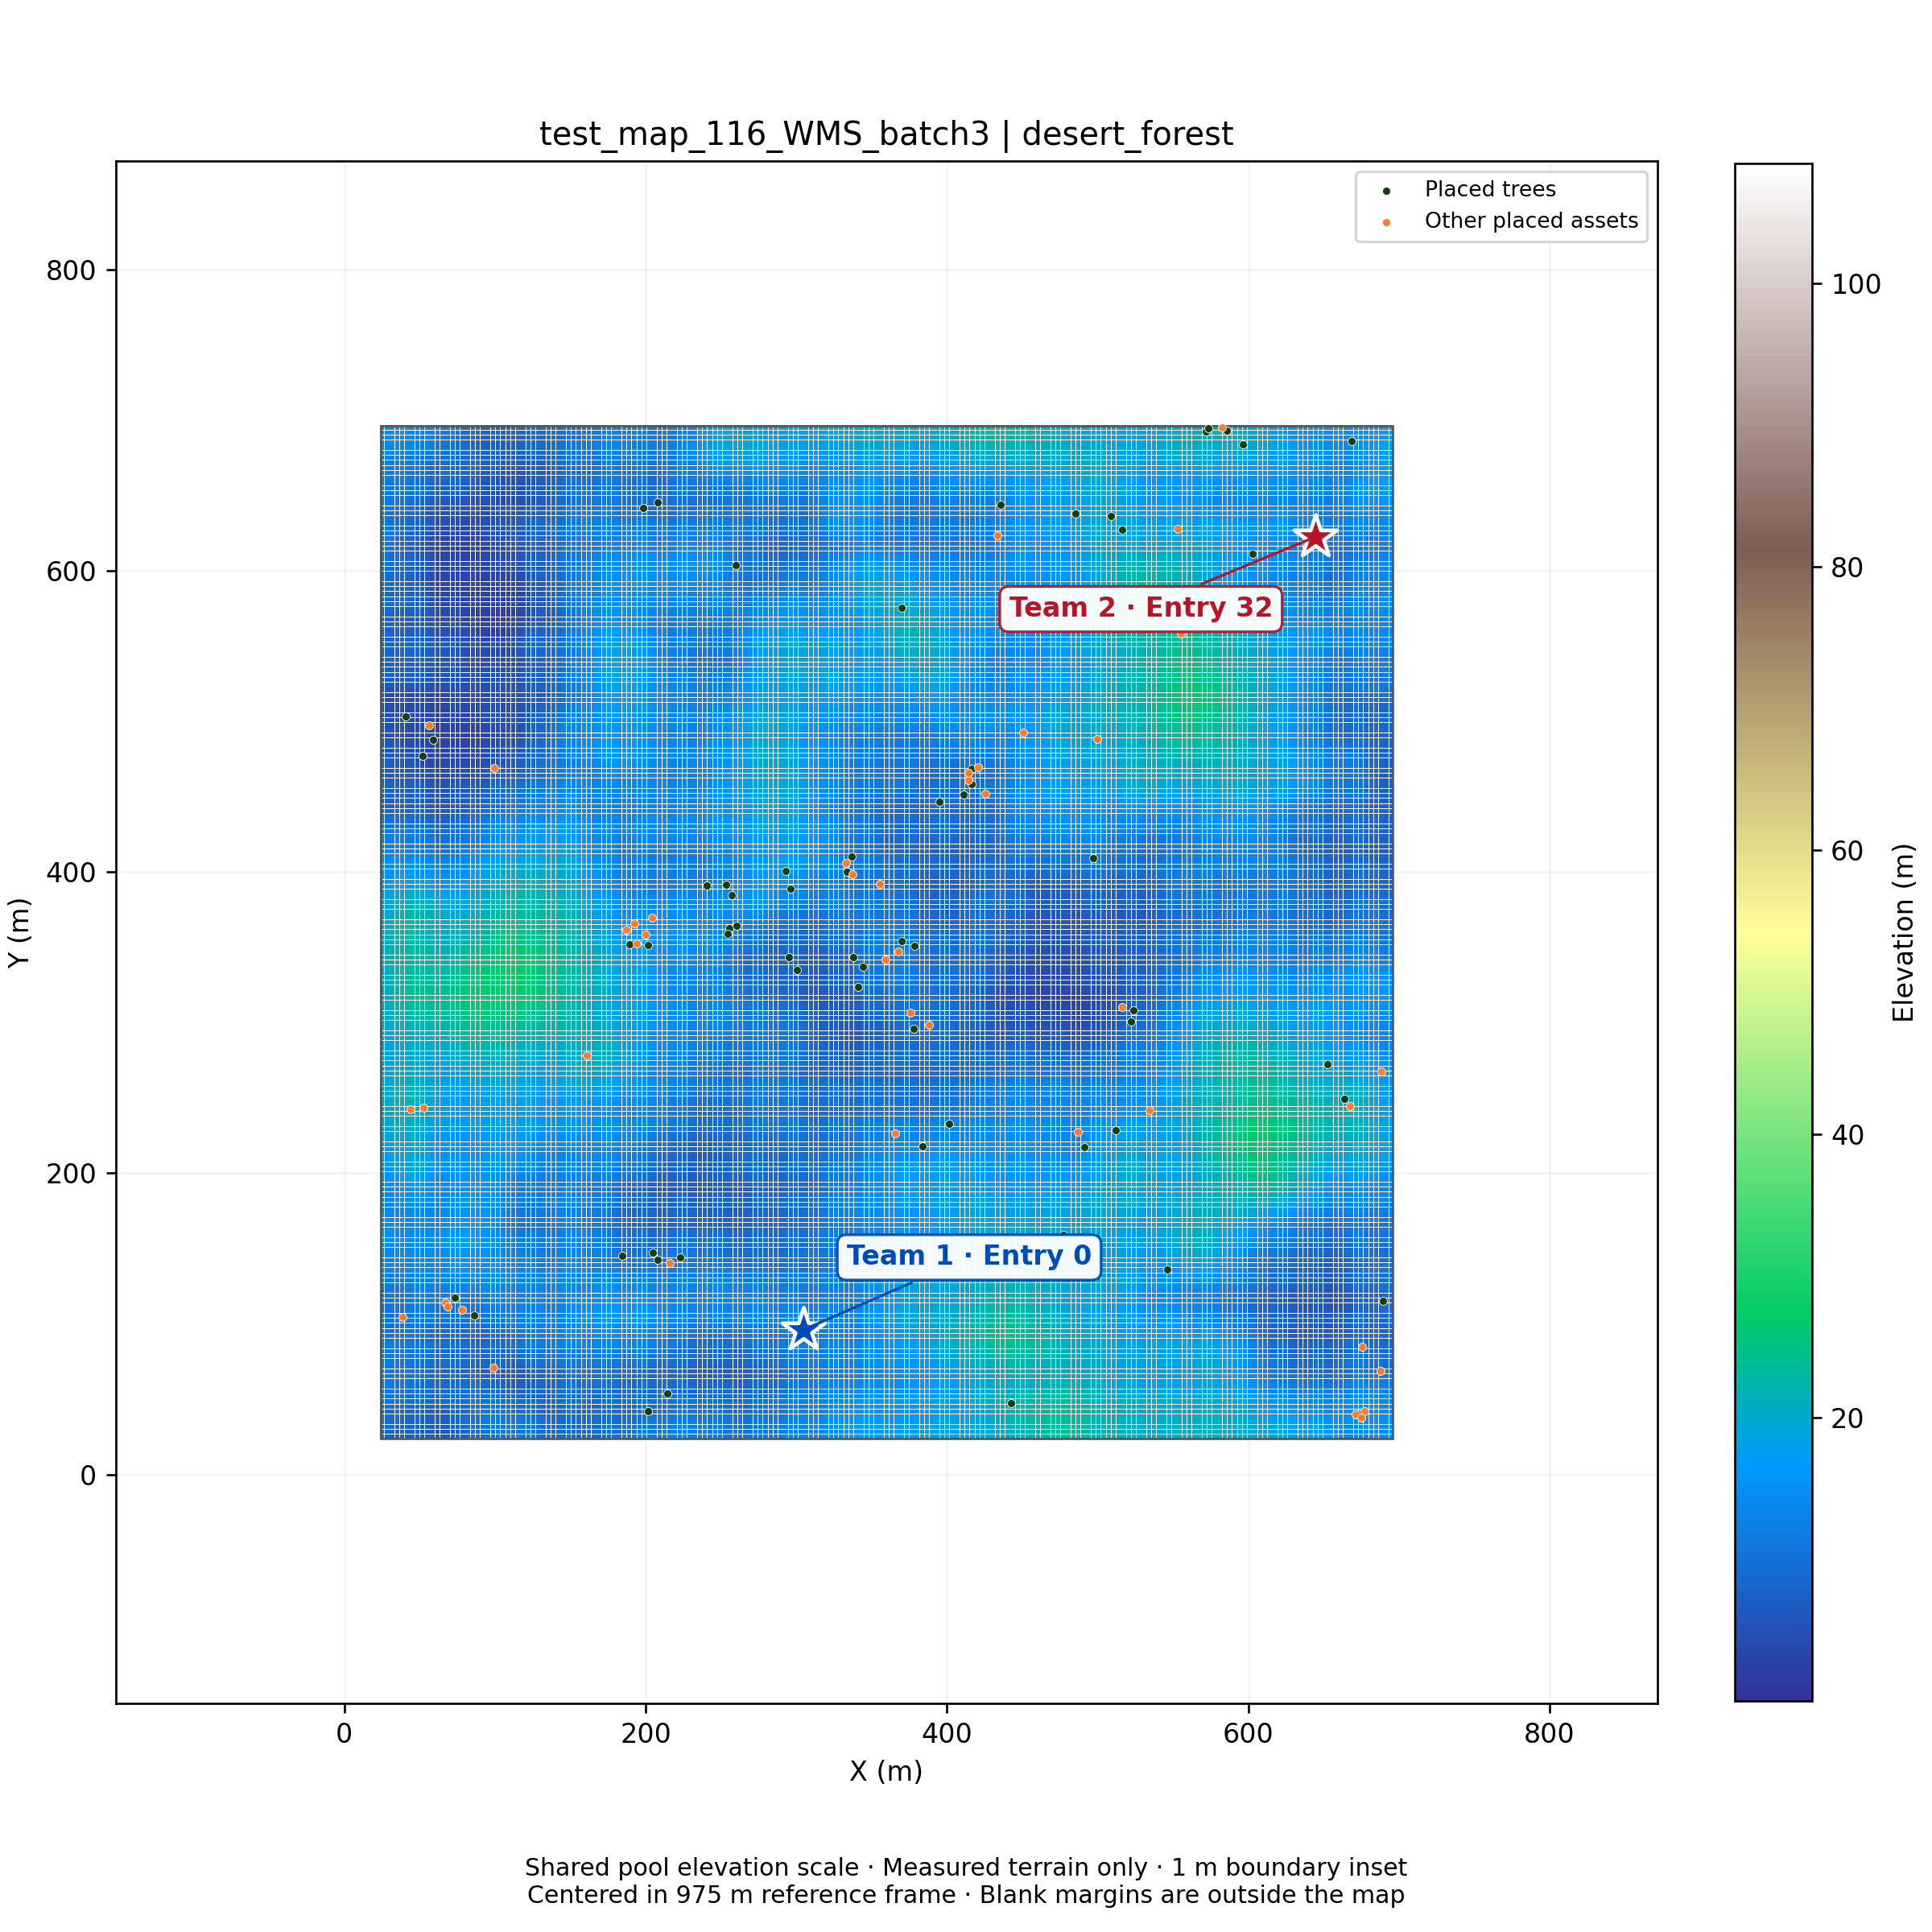 test_map_116_WMS_batch3 | desert_forest
Placed trees
Other placed assets
Team 2 · Entry 32
Team 1 · Entry 0
800
600
400
200
0
Y (m)
0
200
400
600
800
X (m)
100
80
60
40
20
Elevation (m)
Shared pool elevation scale · Measured terrain only · 1 m boundary inset
Centered in 975 m reference frame · Blank margins are outside the map